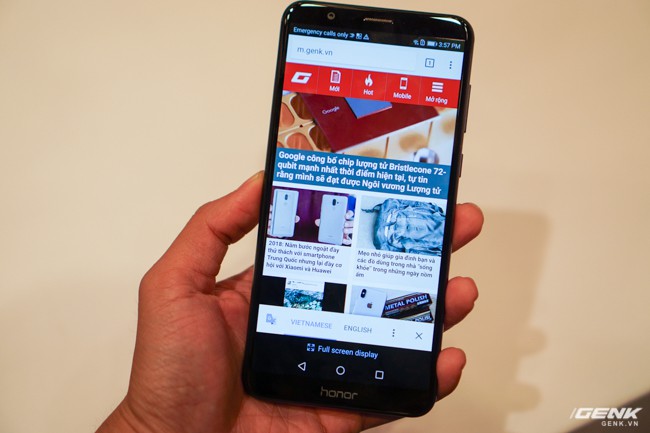 Emergency calls only
3:57 PM
m.genk.vn
1
G
Mới
Hot
Mobile
Mở rộng
Google
Google công bố chip lượng tử Bristlecone 72-
qubit mạnh nhất thời điểm hiện tại, tự tin
rằng mình sẽ đạt được Ngôi vương Lượng tử
2018: Năm bước ngoặt đầy
thử thách với smartphone
Trung Quốc nhưng lại đầy cơ
hội với Xiaomi và Huawei
Mẹo nhỏ giúp gia đình bạn và
các đồ dùng trong nhà "sống
khỏe" trong những ngày nồm
ẩm
METAL POLISH
VIETNAMESE
ENGLISH
Full screen display
honor
GENK
GENK.VN